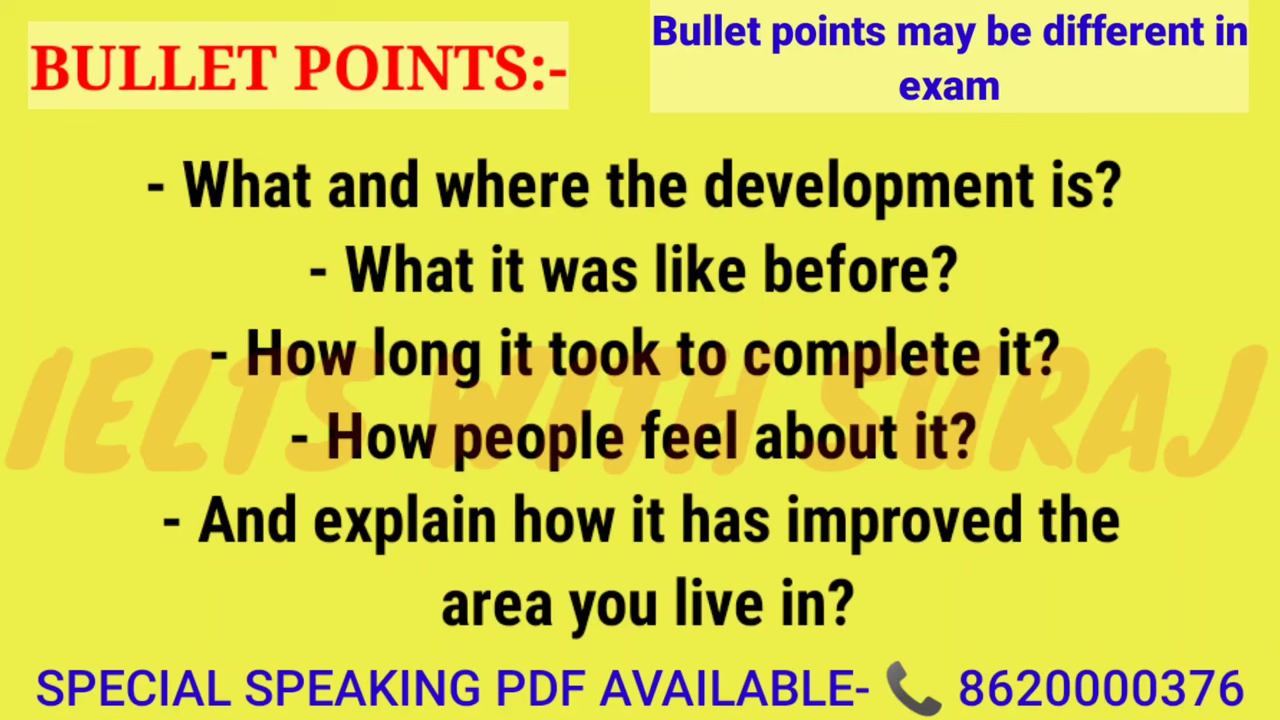 BULLET POINTS:-
Bullet points may be different in
exam
- What and where the development is?
- What it was like before?
- How long it took to complete it?
- How people feel about it?
- And explain how it has improved the
area you live in?
IELTS WITH SURAJ
SPECIAL SPEAKING PDF AVAILABLE- 📞 8620000376